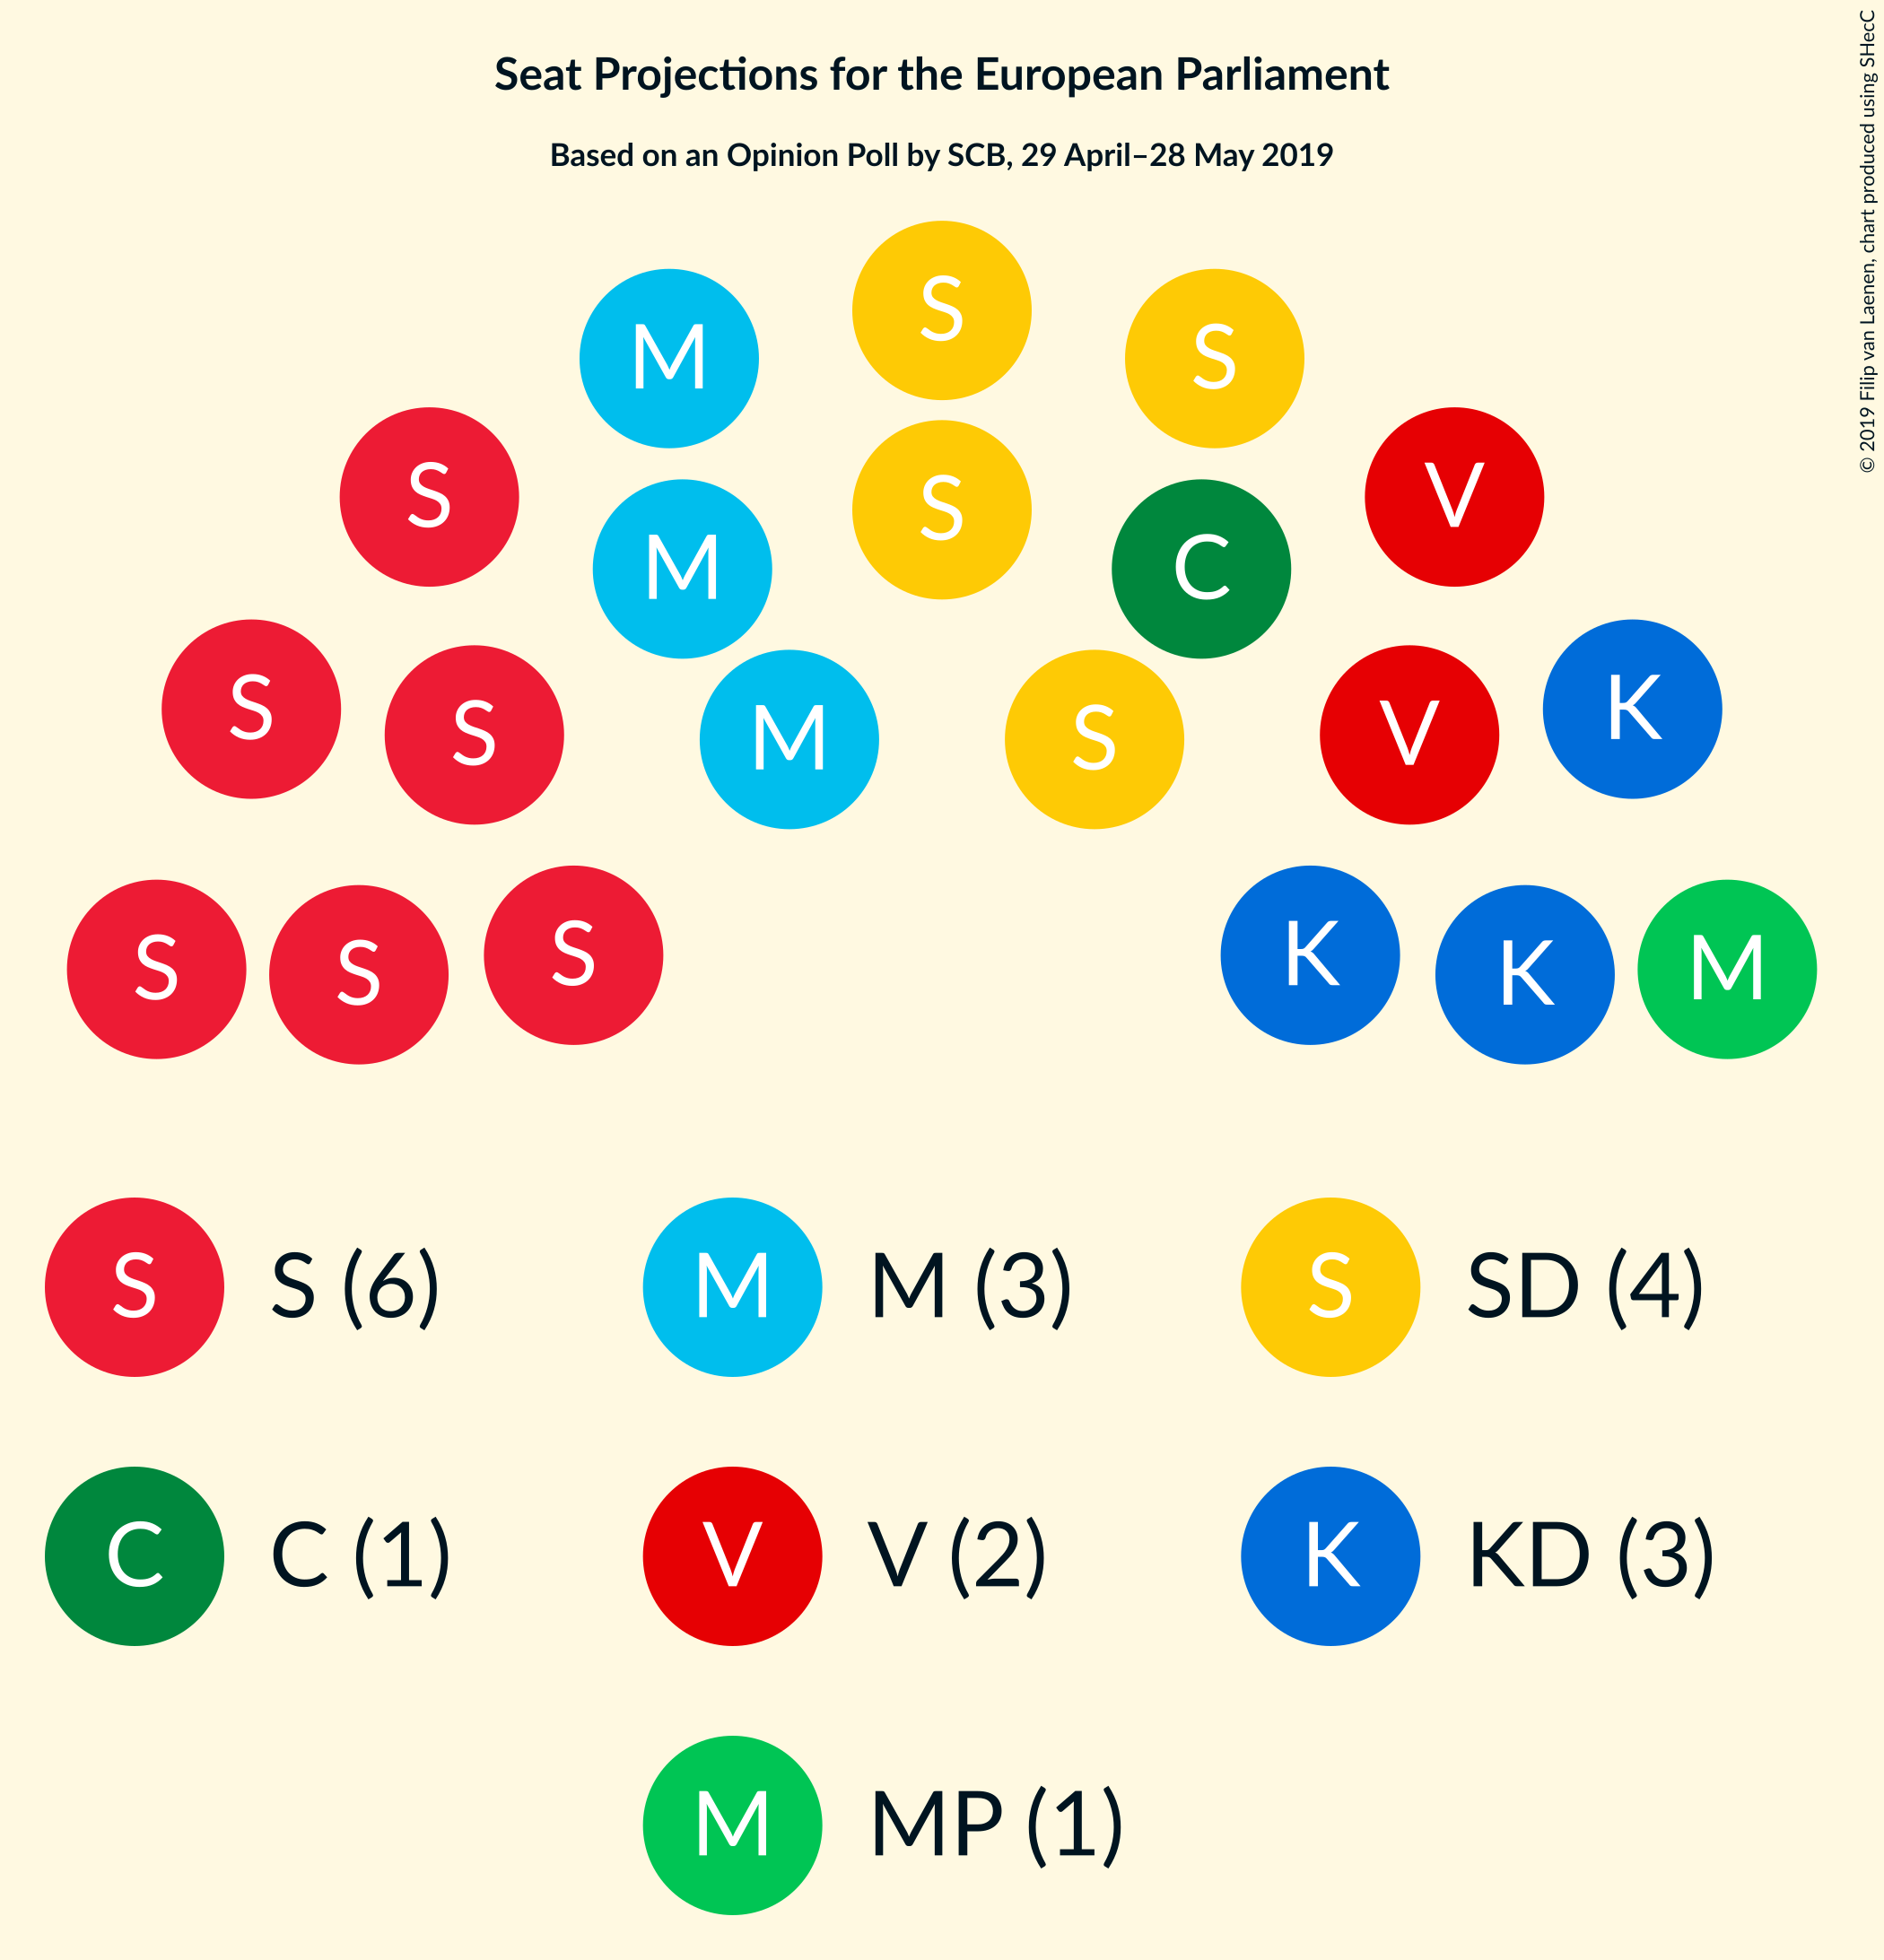 Seat Projections for the European Parliament
Based on an Opinion Poll by SCB, 29 April–28 May 2019
© 2019 Filip van Laenen, chart produced using SHecC
S
M S
M S V
S M S C
S S M S V K
S S S K K M
S S (6) M M (3) S SD (4)
C C (1) V V (2) K KD (3)
M MP (1)